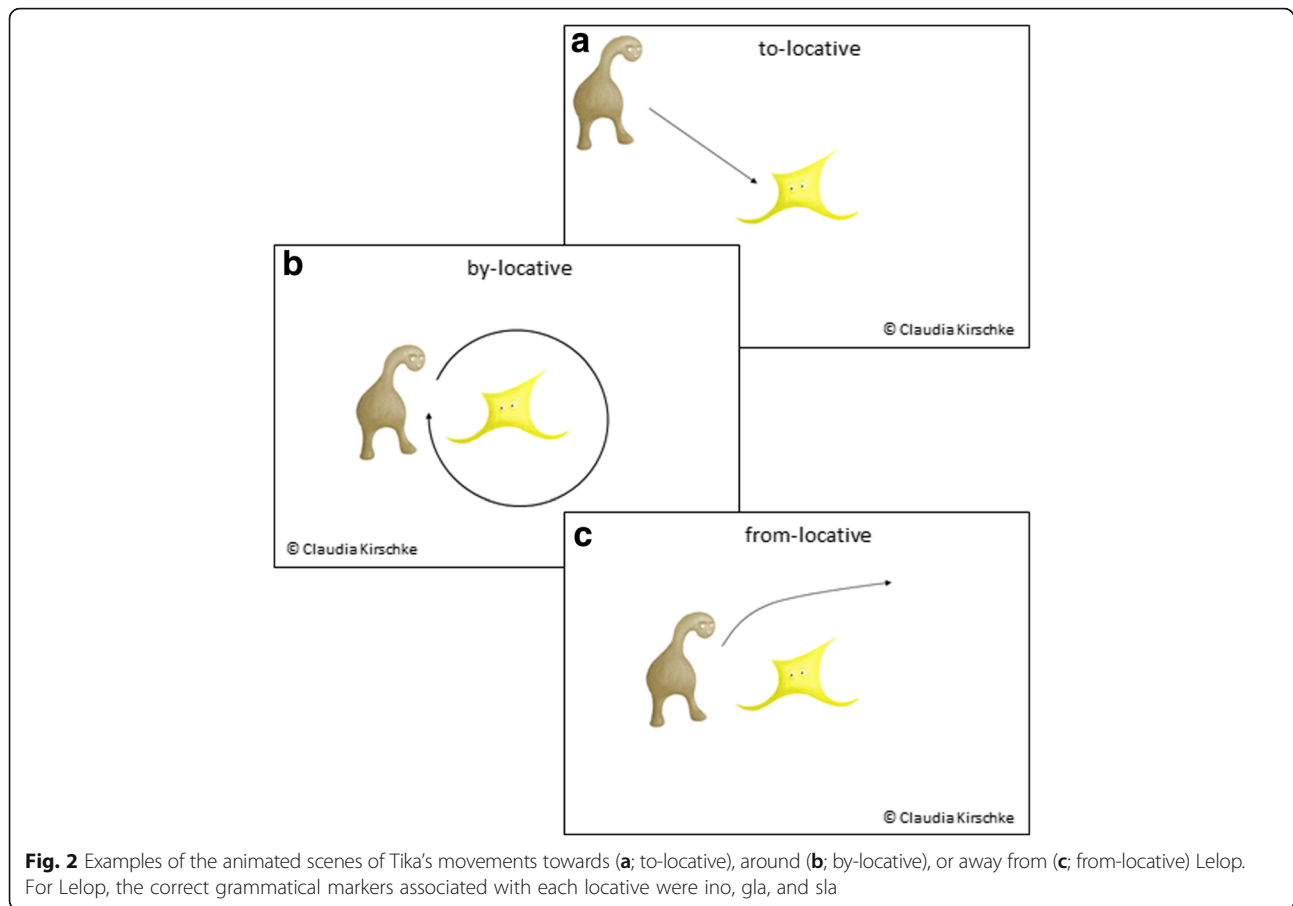 a
to-locative
© Claudia Kirschke
b
by-locative
© Claudia Kirschke
c
from-locative
© Claudia Kirschke
Fig. 2 Examples of the animated scenes of Tika's movements towards (a; to-locative), around (b; by-locative), or away from (c; from-locative) Lelop.
For Lelop, the correct grammatical markers associated with each locative were ino, gla, and sla